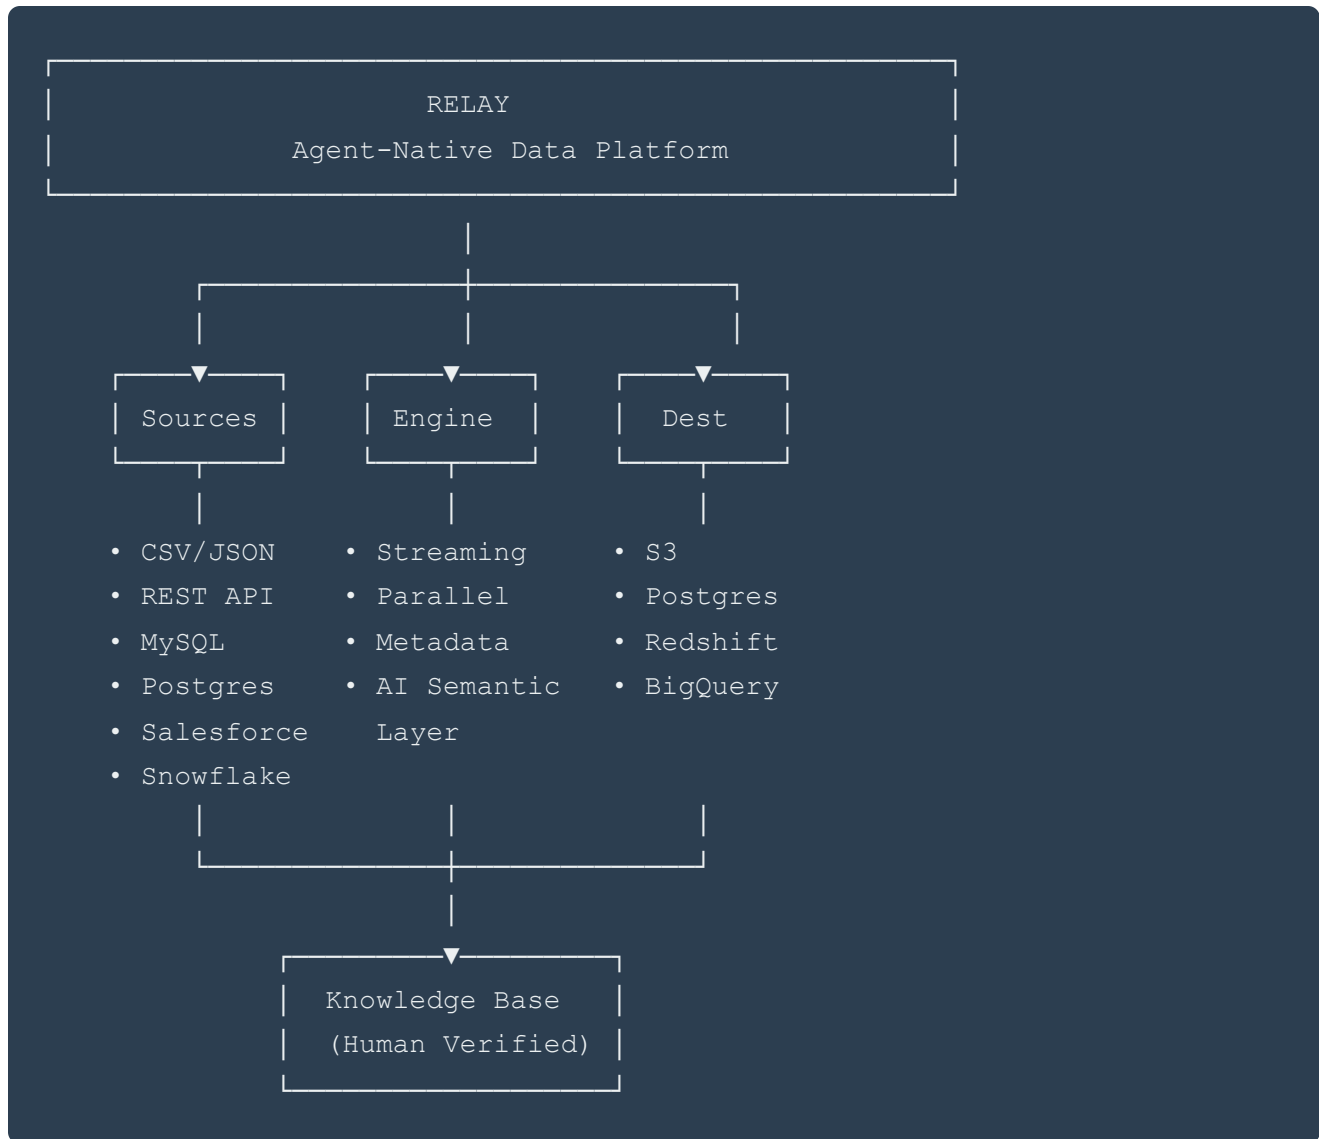 RELAY
Agent-Native Data Platform
Sources Engine Dest
• CSV/JSON • Streaming • S3
• REST API • Parallel • Postgres
• MySQL • Metadata • Redshift
• Postgres • AI Semantic • BigQuery
• Salesforce Layer
• Snowflake
Knowledge Base
(Human Verified)